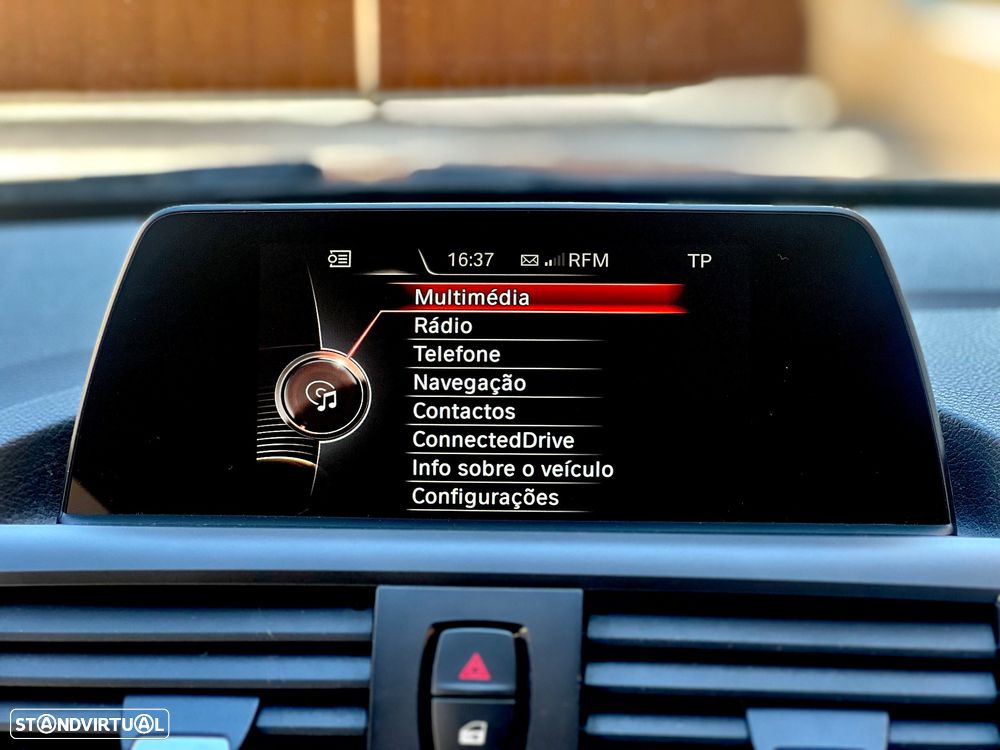 16:37 RFM TP
Multimédia
Rádio
Telefone
Navegação
Contactos
ConnectedDrive
Info sobre o veículo
Configurações
STANDVIRTUAL